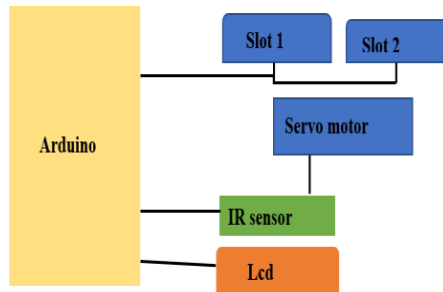 Slot 1
Slot 2
Servo motor
Arduino
IR sensor
Lcd